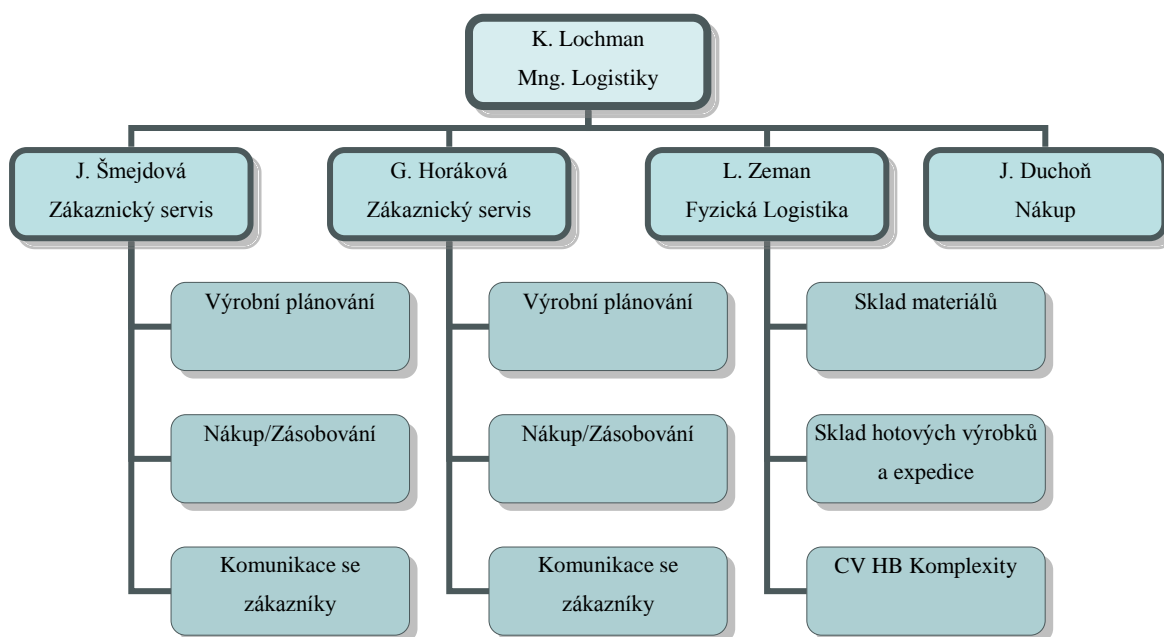 K. Lochman
Mng. Logistiky
J. Šmejdová
Zákaznický servis
G. Horáková
Zákaznický servis
L. Zeman
Fyzická Logistika
J. Duchoň
Nákup
Výrobní plánování
Výrobní plánování
Sklad materiálů
Nákup/Zásobování
Nákup/Zásobování
Sklad hotových výrobků
a expedice
Komunikace se
zákazníky
Komunikace se
zákazníky
CV HB Komplexity